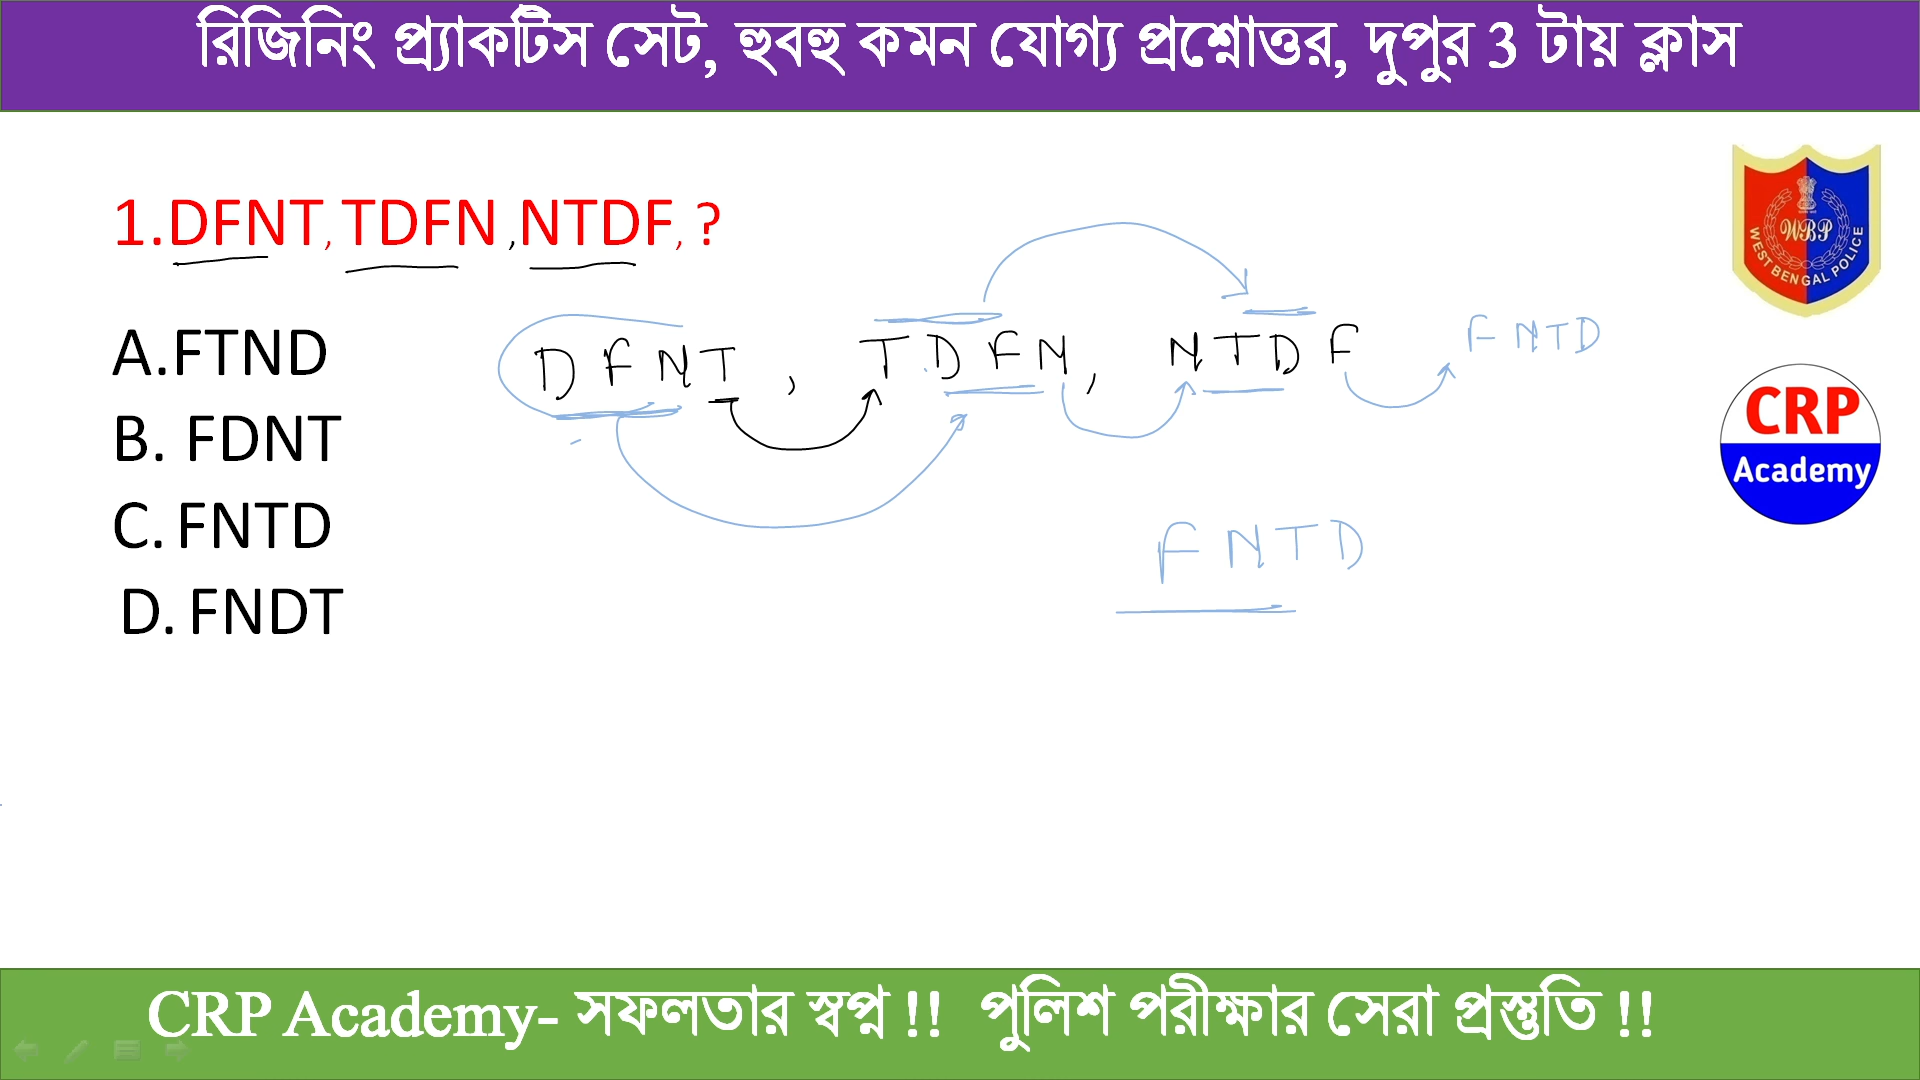 রিজিনিং প্র্যাকটিস সেট, হুবহু কমন যোগ্য প্রশ্নোত্তর, দুপুর 3 টায় ক্লাস
1.DFNT, TDFN ,NTDF, ?
A.FTND
B. FDNT
C. FNTD
D. FNDT
DFNT, TDFN, NTDF FNTD
FNTD
WBP
WEST BENGAL POLICE
CRP
Academy
CRP Academy- সফলতার স্বপ্ন !! পুলিশ পরীক্ষার সেরা প্রস্তুতি !!